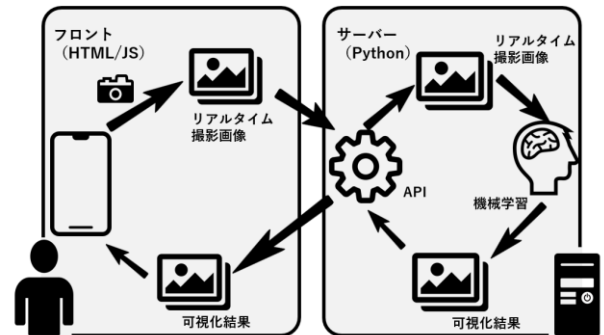 フロント
（HTML/JS）
リアルタイム
撮影画像
可視化結果
サーバー
（Python）
リアルタイム
撮影画像
API
機械学習
可視化結果